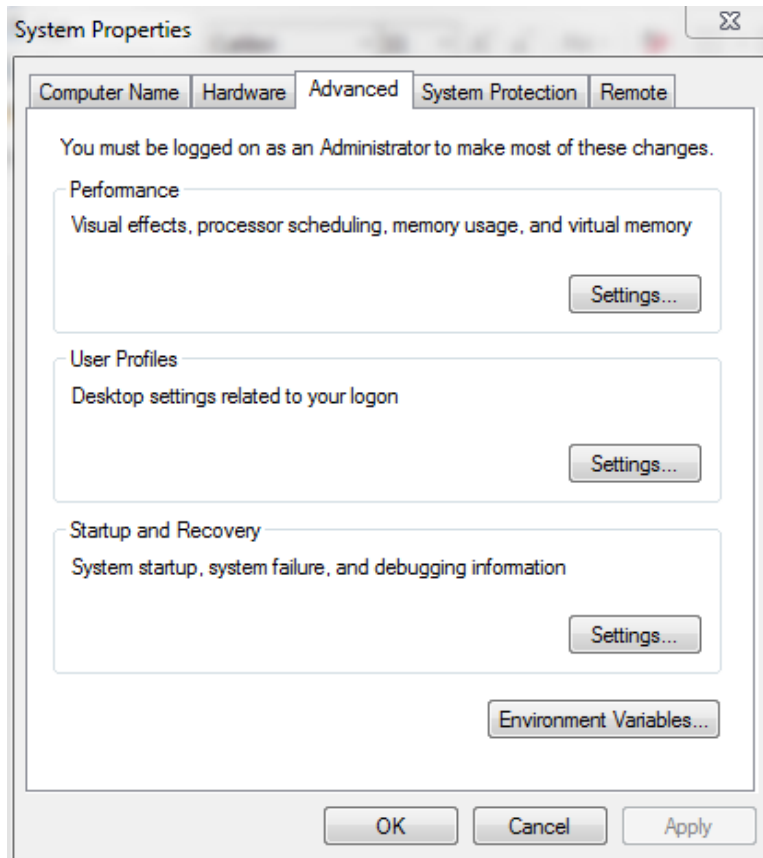 System Properties
Computer Name Hardware Advanced System Protection Remote
You must be logged on as an Administrator to make most of these changes.
Performance
Visual effects, processor scheduling, memory usage, and virtual memory
Settings...
User Profiles
Desktop settings related to your logon
Settings...
Startup and Recovery
System startup, system failure, and debugging information
Settings...
Environment Variables...
OK Cancel Apply